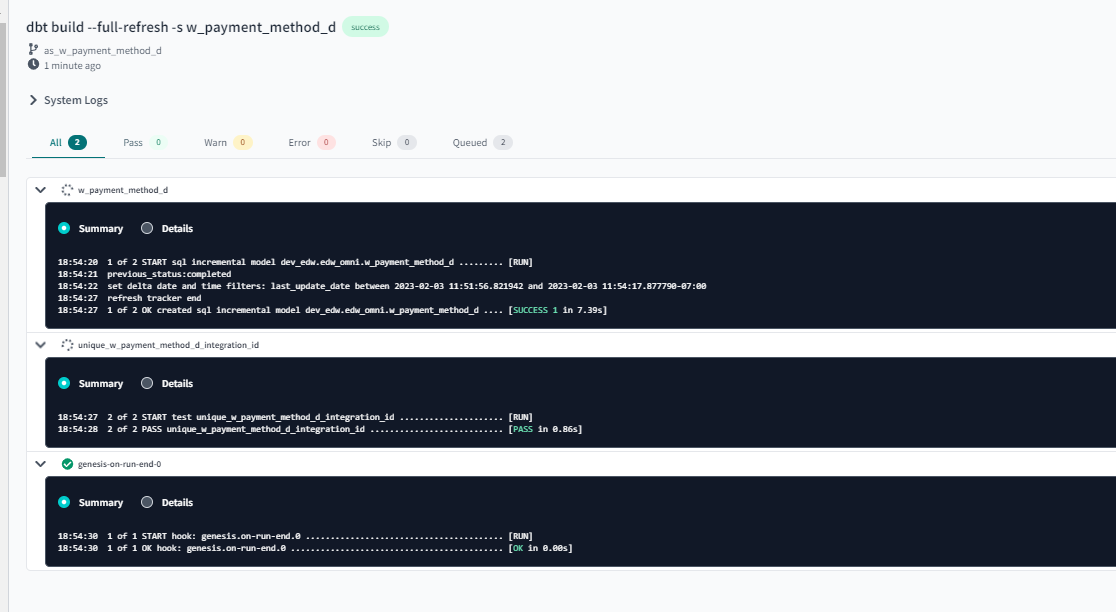 dbt build --full-refresh -s w_payment_method_d success
as_w_payment_method_d
1 minute ago
System Logs
All 2 Pass 0 Warn 0 Error 0 Skip 0 Queued 2
w_payment_method_d
Summary Details
18:54:20 1 of 2 START sql incremental model dev_edw.edw_omni.w_payment_method_d ......... [RUN]
18:54:21 previous_status:completed
18:54:22 set delta date and time filters: last_update_date between 2023-02-03 11:51:56.821942 and 2023-02-03 11:54:17.877790-07:00
18:54:27 refresh tracker end
18:54:27 1 of 2 OK created sql incremental model dev_edw.edw_omni.w_payment_method_d .... [SUCCESS 1 in 7.39s]
unique_w_payment_method_d_integration_id
Summary Details
18:54:27 2 of 2 START test unique_w_payment_method_d_integration_id ..................... [RUN]
18:54:28 2 of 2 PASS unique_w_payment_method_d_integration_id ........................... [PASS in 0.86s]
genesis-on-run-end-0
Summary Details
18:54:30 1 of 1 START hook: genesis.on-run-end.0 ........................................ [RUN]
18:54:30 1 of 1 OK hook: genesis.on-run-end.0 ........................................... [OK in 0.00s]